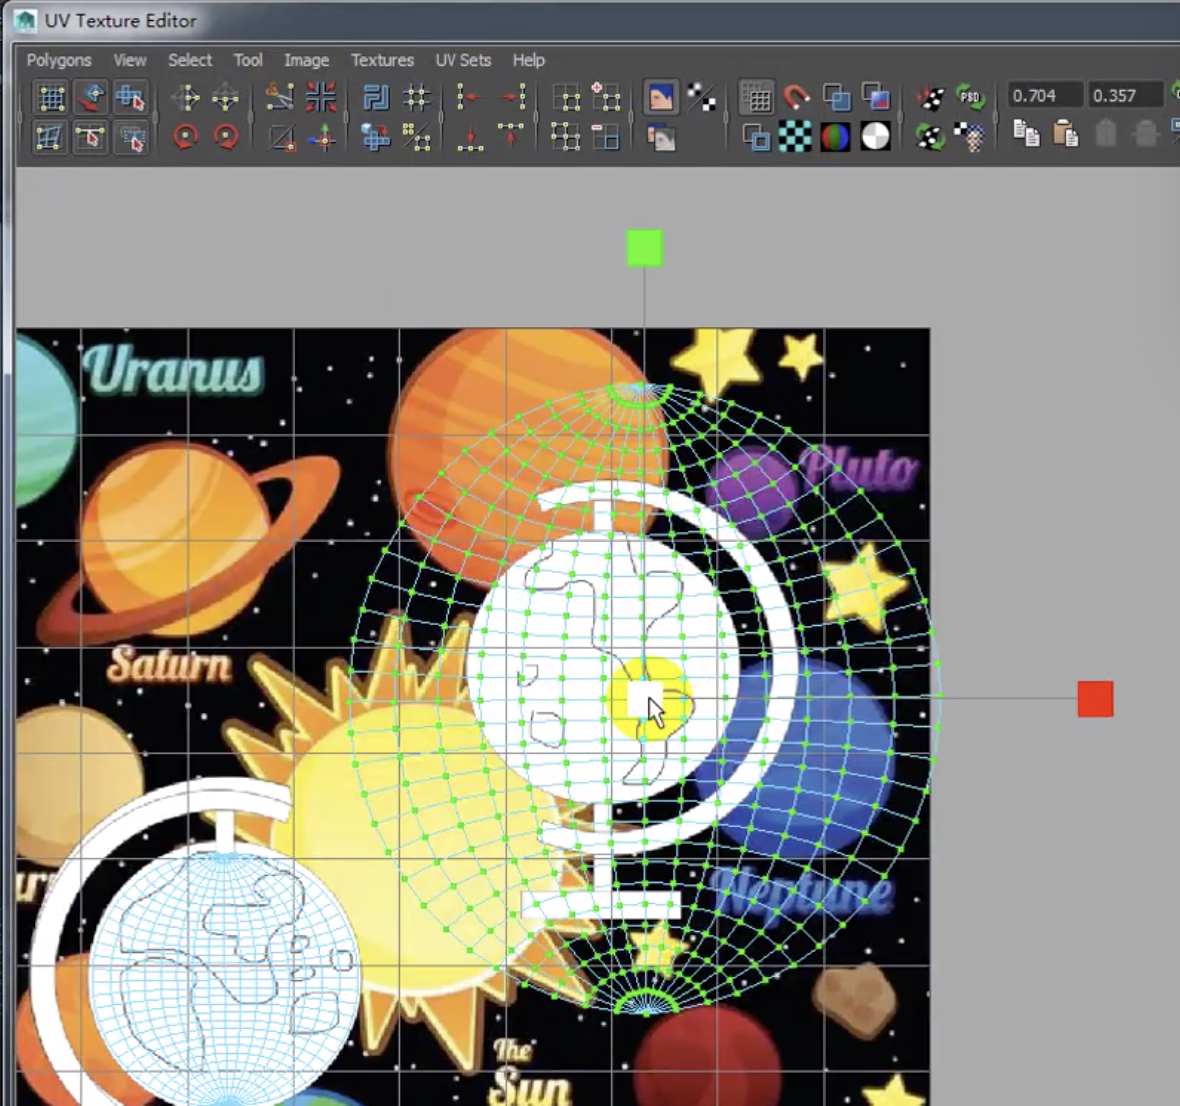 UV Texture Editor
Polygons View Select Tool Image Textures UV Sets Help
PSD 0.704 0.357
Uranus
Pluto
Saturn
Neptune
The
Sun